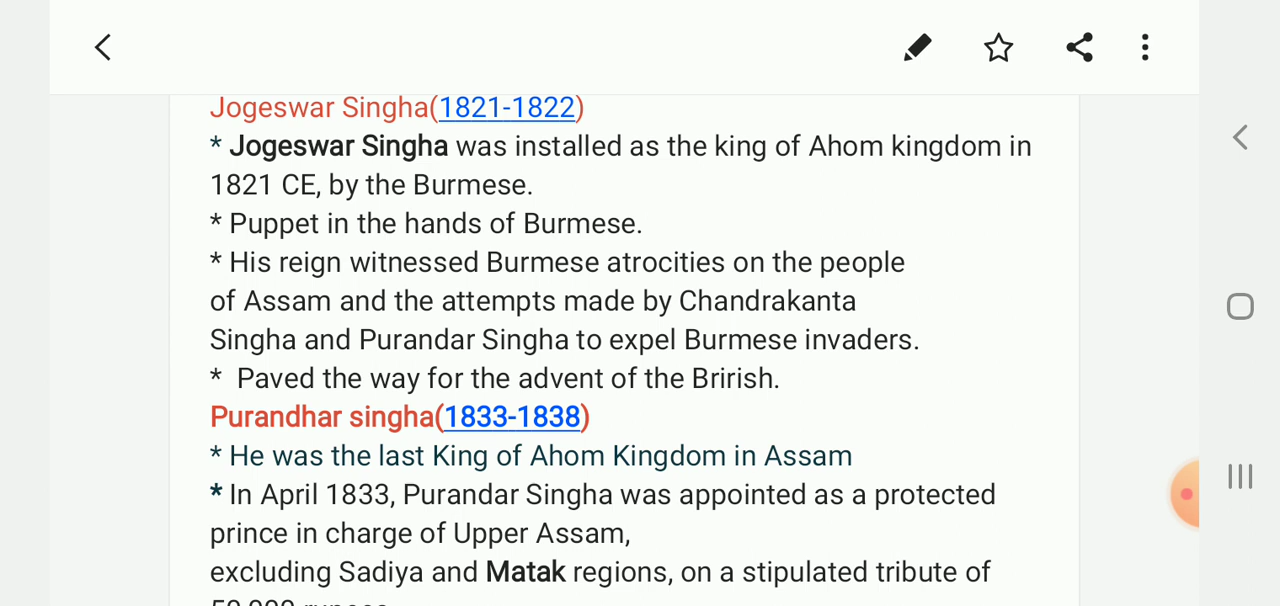 Jogeswar Singha(1821-1822)
* Jogeswar Singha was installed as the king of Ahom kingdom in
1821 CE, by the Burmese.
* Puppet in the hands of Burmese.
* His reign witnessed Burmese atrocities on the people
of Assam and the attempts made by Chandrakanta
Singha and Purandar Singha to expel Burmese invaders.
* Paved the way for the advent of the Brirish.
Purandhar singha(1833-1838)
* He was the last King of Ahom Kingdom in Assam
* In April 1833, Purandar Singha was appointed as a protected
prince in charge of Upper Assam,
excluding Sadiya and Matak regions, on a stipulated tribute of